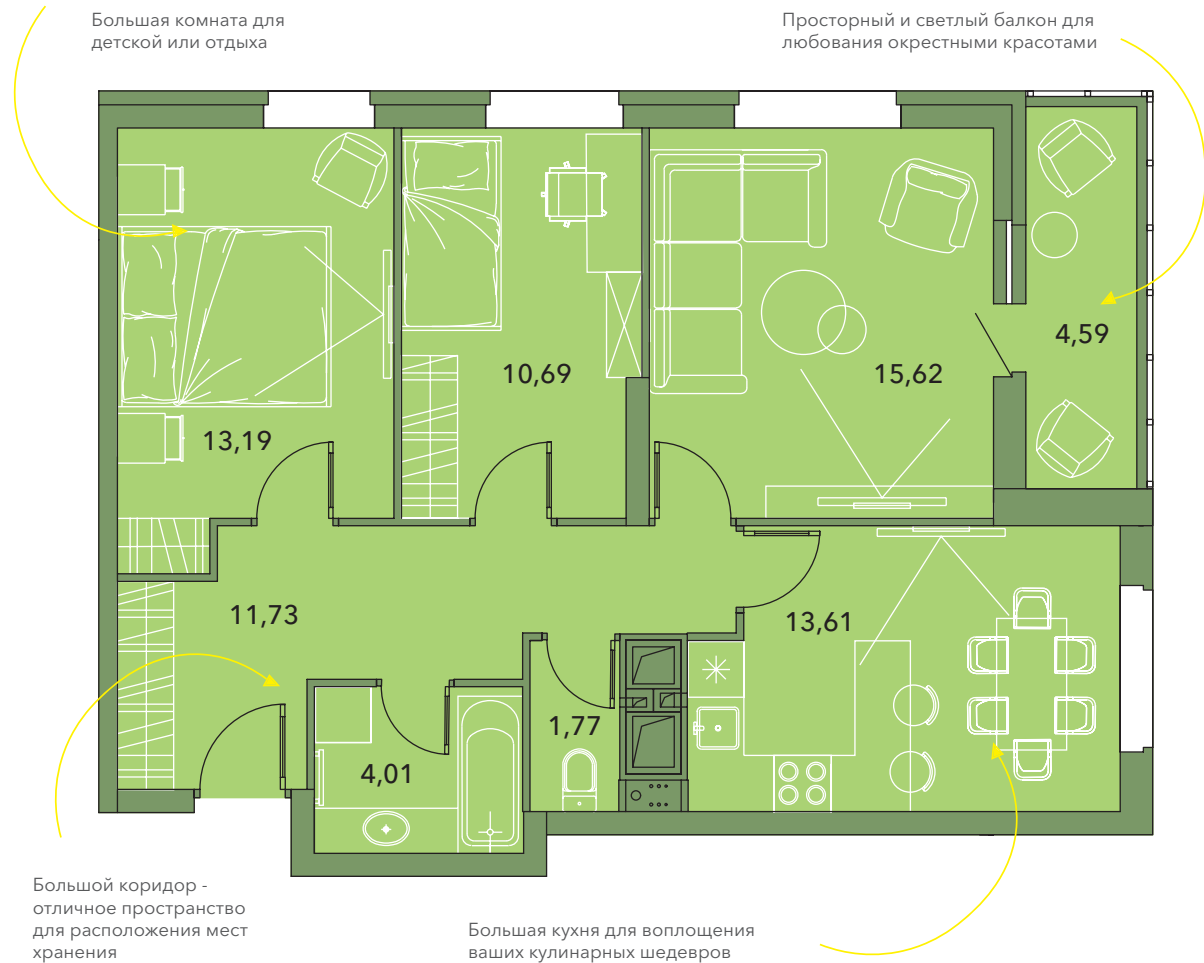 Большая комната для
детской или отдыха
Просторный и светлый балкон для
любования окрестными красотами
4,59
10,69
15,62
13,19
11,73
13,61
1,77
4,01
Большой коридор -
отличное пространство
для расположения мест
хранения
Большая кухня для воплощения
ваших кулинарных шедевров